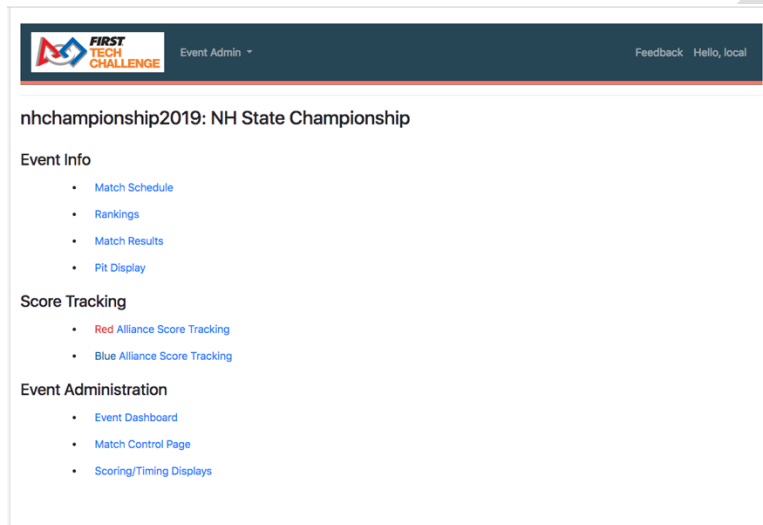 FIRST
TECH
CHALLENGE
Event Admin
Feedback Hello, local
nhchampionship2019: NH State Championship
Event Info
• Match Schedule
• Rankings
• Match Results
• Pit Display
Score Tracking
• Red Alliance Score Tracking
• Blue Alliance Score Tracking
Event Administration
• Event Dashboard
• Match Control Page
• Scoring/Timing Displays